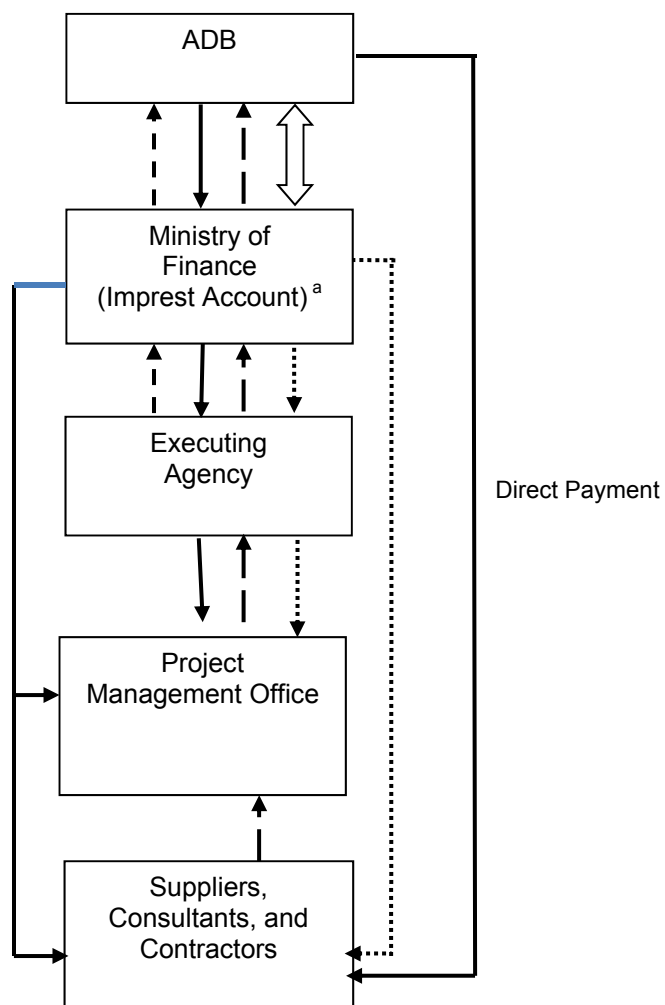 ADB
Ministry of
Finance
(Imprest Account) a
Executing
Agency
Direct Payment
Project
Management Office
Suppliers,
Consultants, and
Contractors